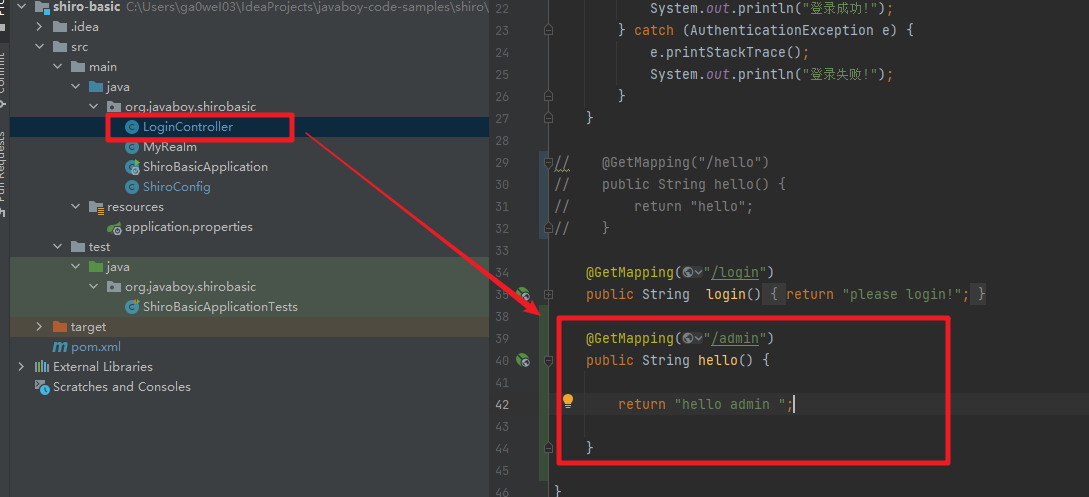 shiro-basic C:\Users\ga0wel03\IdeaProjects\javaboy-code-samples\shiro\
.idea
src
main
java
org.javaboy.shirobasic
LoginController
MyRealm
ShiroBasicApplication
ShiroConfig
resources
application.properties
test
java
org.javaboy.shirobasic
ShiroBasicApplicationTests
target
pom.xml
External Libraries
Scratches and Consoles
Commit
Pull Requests
22 System.out.println("登录成功!");
23 } catch (AuthenticationException e) {
24 e.printStackTrace();
25 System.out.println("登录失败!");
26 }
27 }
28
29 // @GetMapping("/hello")
30 // public String hello() {
31 // return "hello";
32 // }
33
34 @GetMapping("/login")
35 public String login() { return "please login!"; }
38
39 @GetMapping("/admin")
40 public String hello() {
41
42 return "hello admin ";
43
44 }
45
}